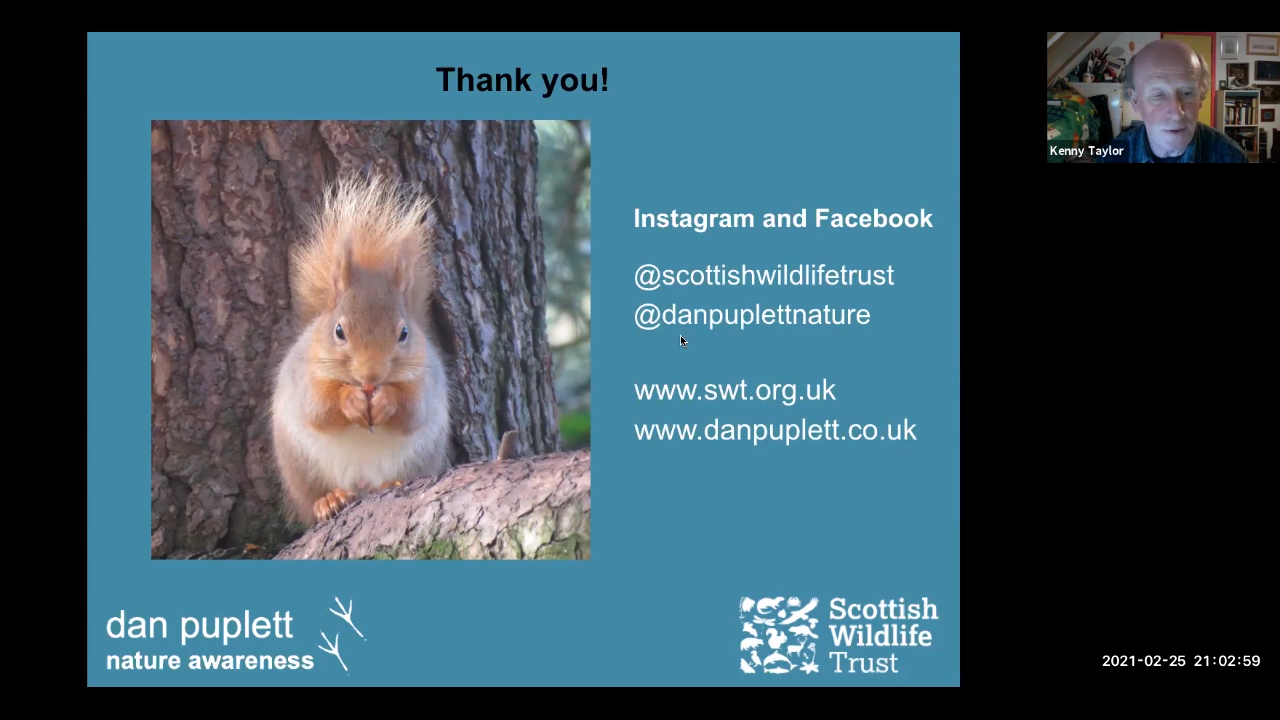 Thank you!
Kenny Taylor
Instagram and Facebook
@scottishwildlifetrust
@danpuplettnature
www.swt.org.uk
www.danpuplett.co.uk
dan puplett
nature awareness
Scottish
Wildlife
Trust
2021-02-25 21:02:59